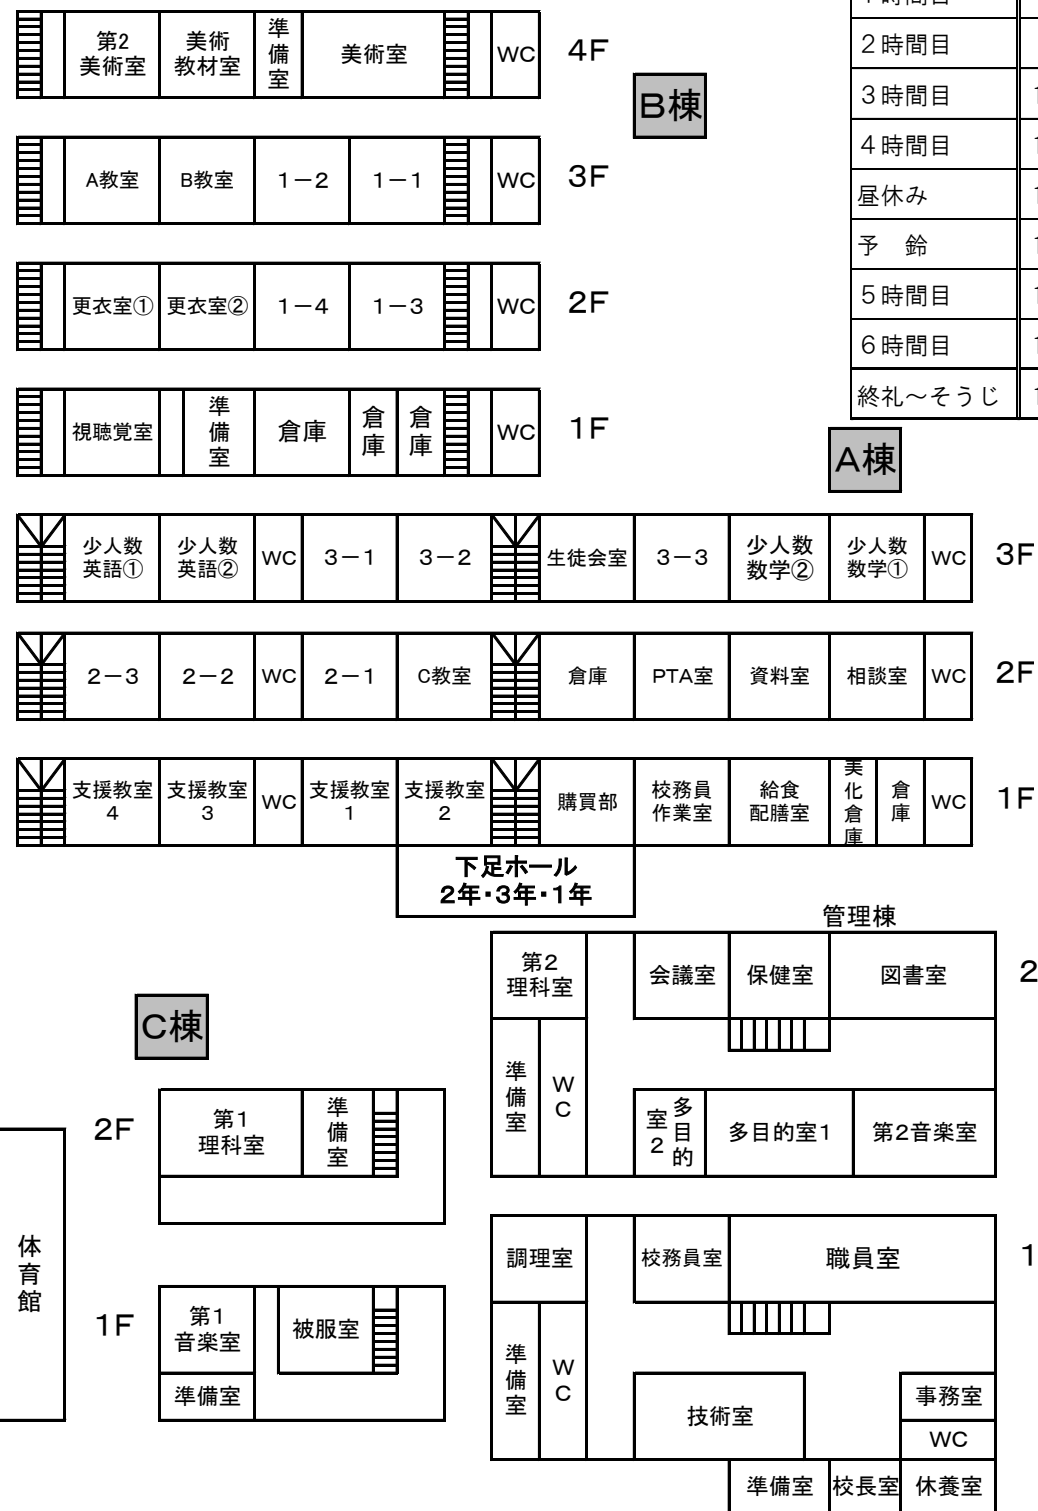 第2
美術室
美術
教材室
準備室
美術室
WC
4F
B棟
A教室
B教室
1－2
1－1
WC
3F
更衣室①
更衣室②
1－4
1－3
WC
2F
視聴覚室
準備室
倉庫
倉庫
倉庫
WC
1F
２時間目
３時間目
４時間目
昼休み
予　鈴
５時間目
６時間目
終礼～そうじ
A棟
少人数
英語①
少人数
英語②
WC
3－1
3－2
生徒会室
3－3
少人数
数学②
少人数
数学①
WC
3F
2－3
2－2
WC
2－1
C教室
倉庫
PTA室
資料室
相談室
WC
2F
支援教室
4
支援教室
3
WC
支援教室
1
支援教室
2
購買部
校務員
作業室
給食
配膳室
美化倉庫
倉庫
WC
1F
下足ホール
2年・3年・1年
管理棟
第2
理科室
会議室
保健室
図書室
2
準備室
WC
多目的
室2
多目的室1
第2音楽室
C棟
2F
第1
理科室
準備室
体育館
1F
第1
音楽室
被服室
準備室
調理室
校務員室
職員室
1
準備室
WC
技術室
事務室
WC
準備室
校長室
休養室